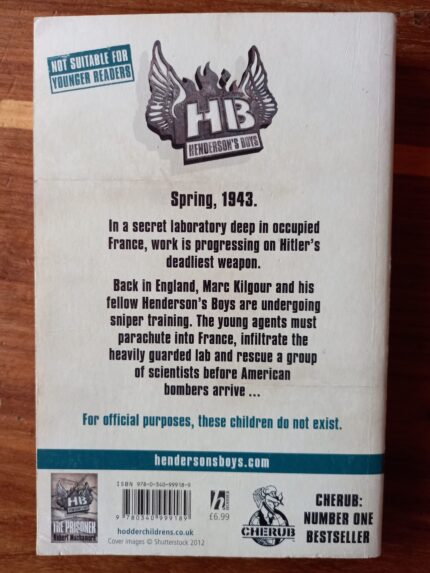 NOT SUITABLE FOR
YOUNGER READERS
HB
HENDERSON'S BOYS
Spring, 1943.
In a secret laboratory deep in occupied
France, work is progressing on Hitler's
deadliest weapon.
Back in England, Marc Kilgour and his
fellow Henderson's Boys are undergoing
sniper training. The young agents must
parachute into France, infiltrate the
heavily guarded lab and rescue a group
of scientists before American
bombers arrive ...
For official purposes, these children do not exist.
hendersonsboys.com
HB
THE PRISONER
Robert Muchamore
ISBN 978-0-340-99918-9
9 780340 999189
hodderchildrens.co.uk
Cover images © Shutterstock 2012
h
£6.99
CHERUB
CHERUB:
NUMBER ONE
BESTSELLER